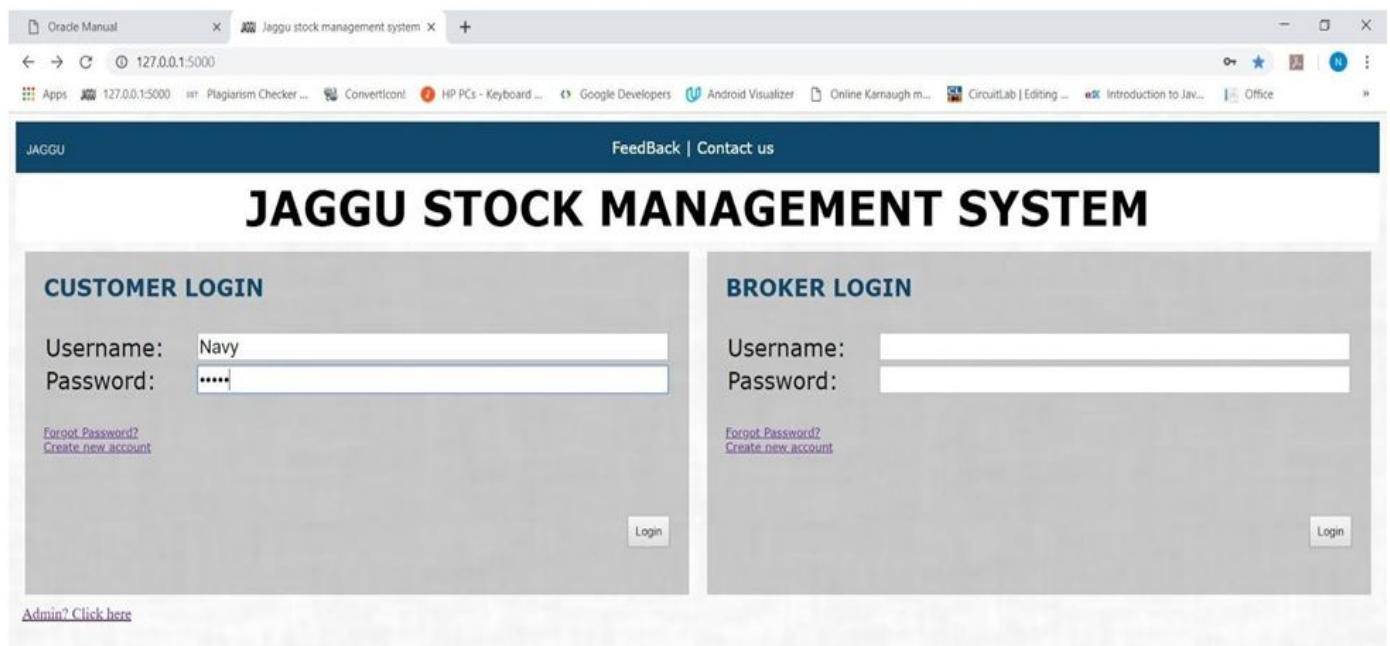 Oracle Manual
Jaggu stock management system
127.0.0.1:5000
Apps 127.0.0.1:5000 Plagiarism Checker ... ConvertIcon! HP PCs - Keyboard ... Google Developers Android Visualizer Online Karnaugh m... CircuitLab | Editing ... Introduction to Jav... Office
JAGGU
FeedBack | Contact us
JAGGU STOCK MANAGEMENT SYSTEM
CUSTOMER LOGIN
Username: Navy
Password: •••••
Forgot Password?
Create new account
Login
BROKER LOGIN
Username:
Password:
Forgot Password?
Create new account
Login
Admin? Click here